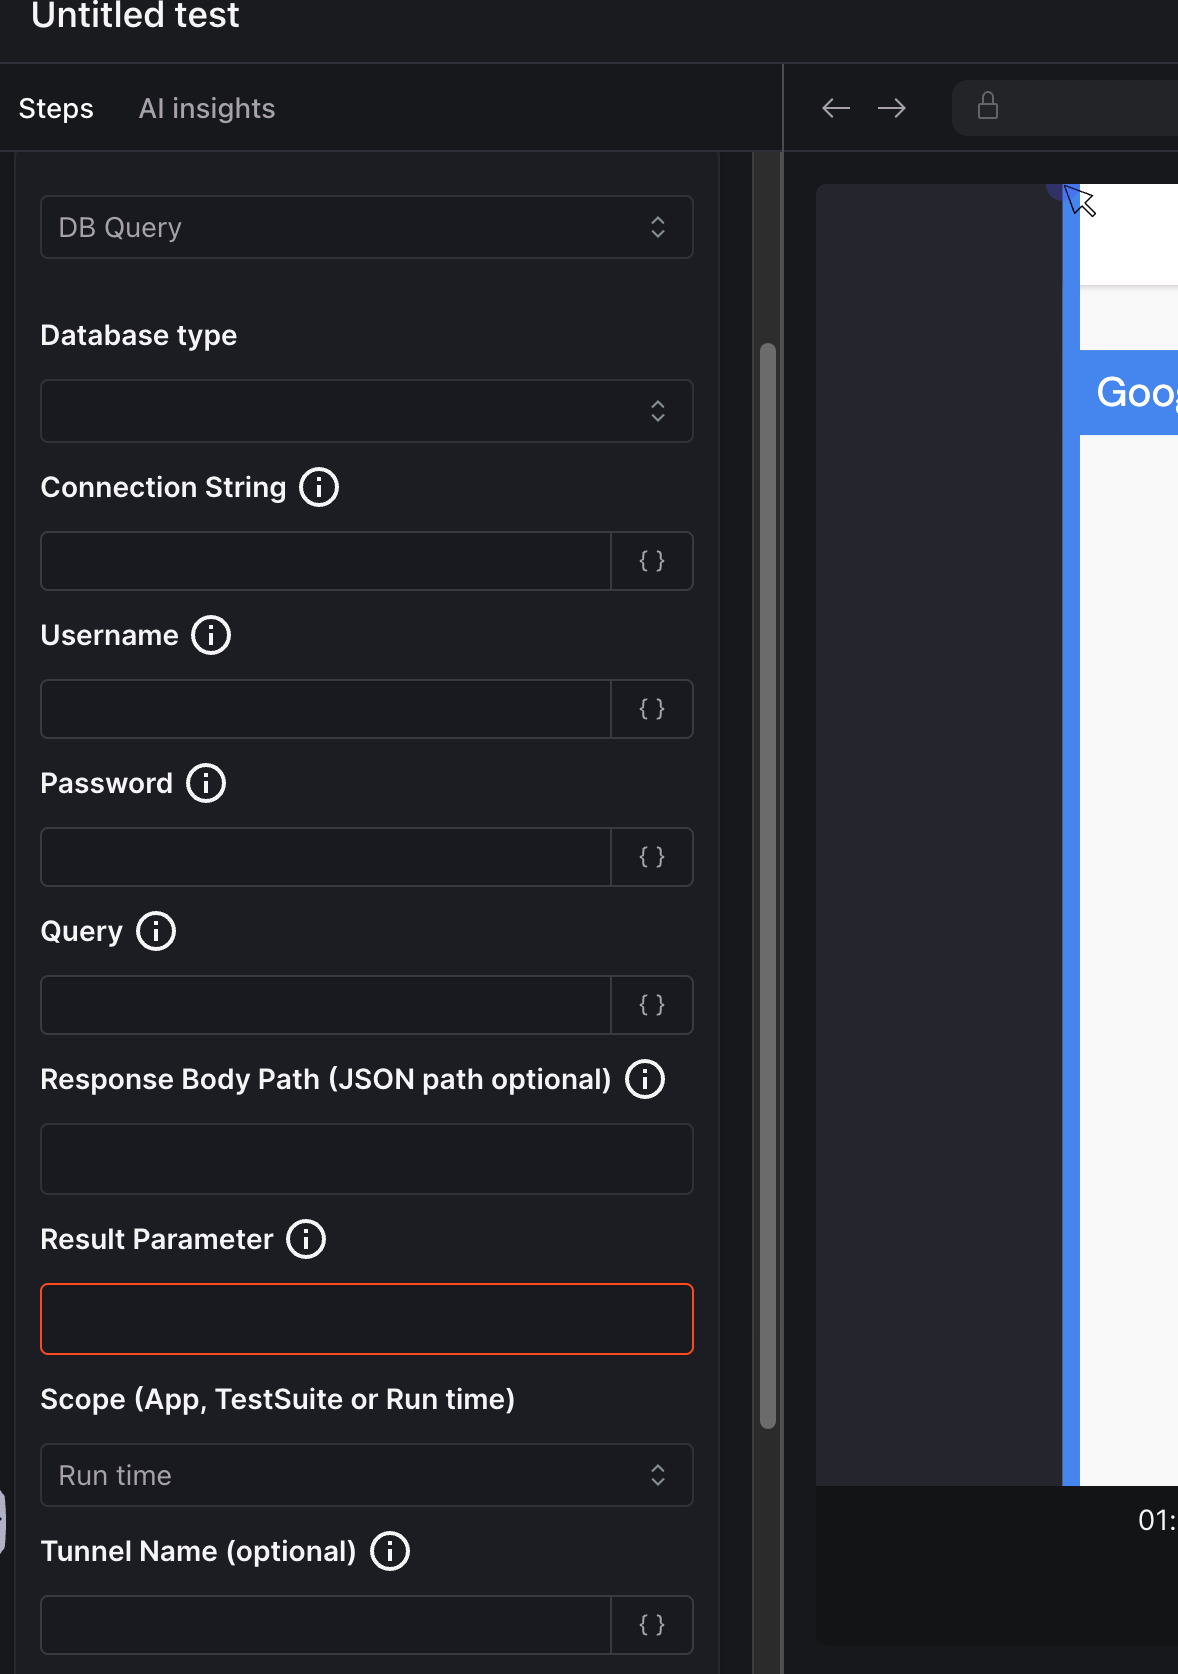 Untitled test
Steps
AI insights
DB Query
Database type
Connection String
{ }
Username
{ }
Password
{ }
Query
{ }
Response Body Path (JSON path optional)
Result Parameter
Scope (App, TestSuite or Run time)
Run time
Tunnel Name (optional)
{ }
Goo
01: